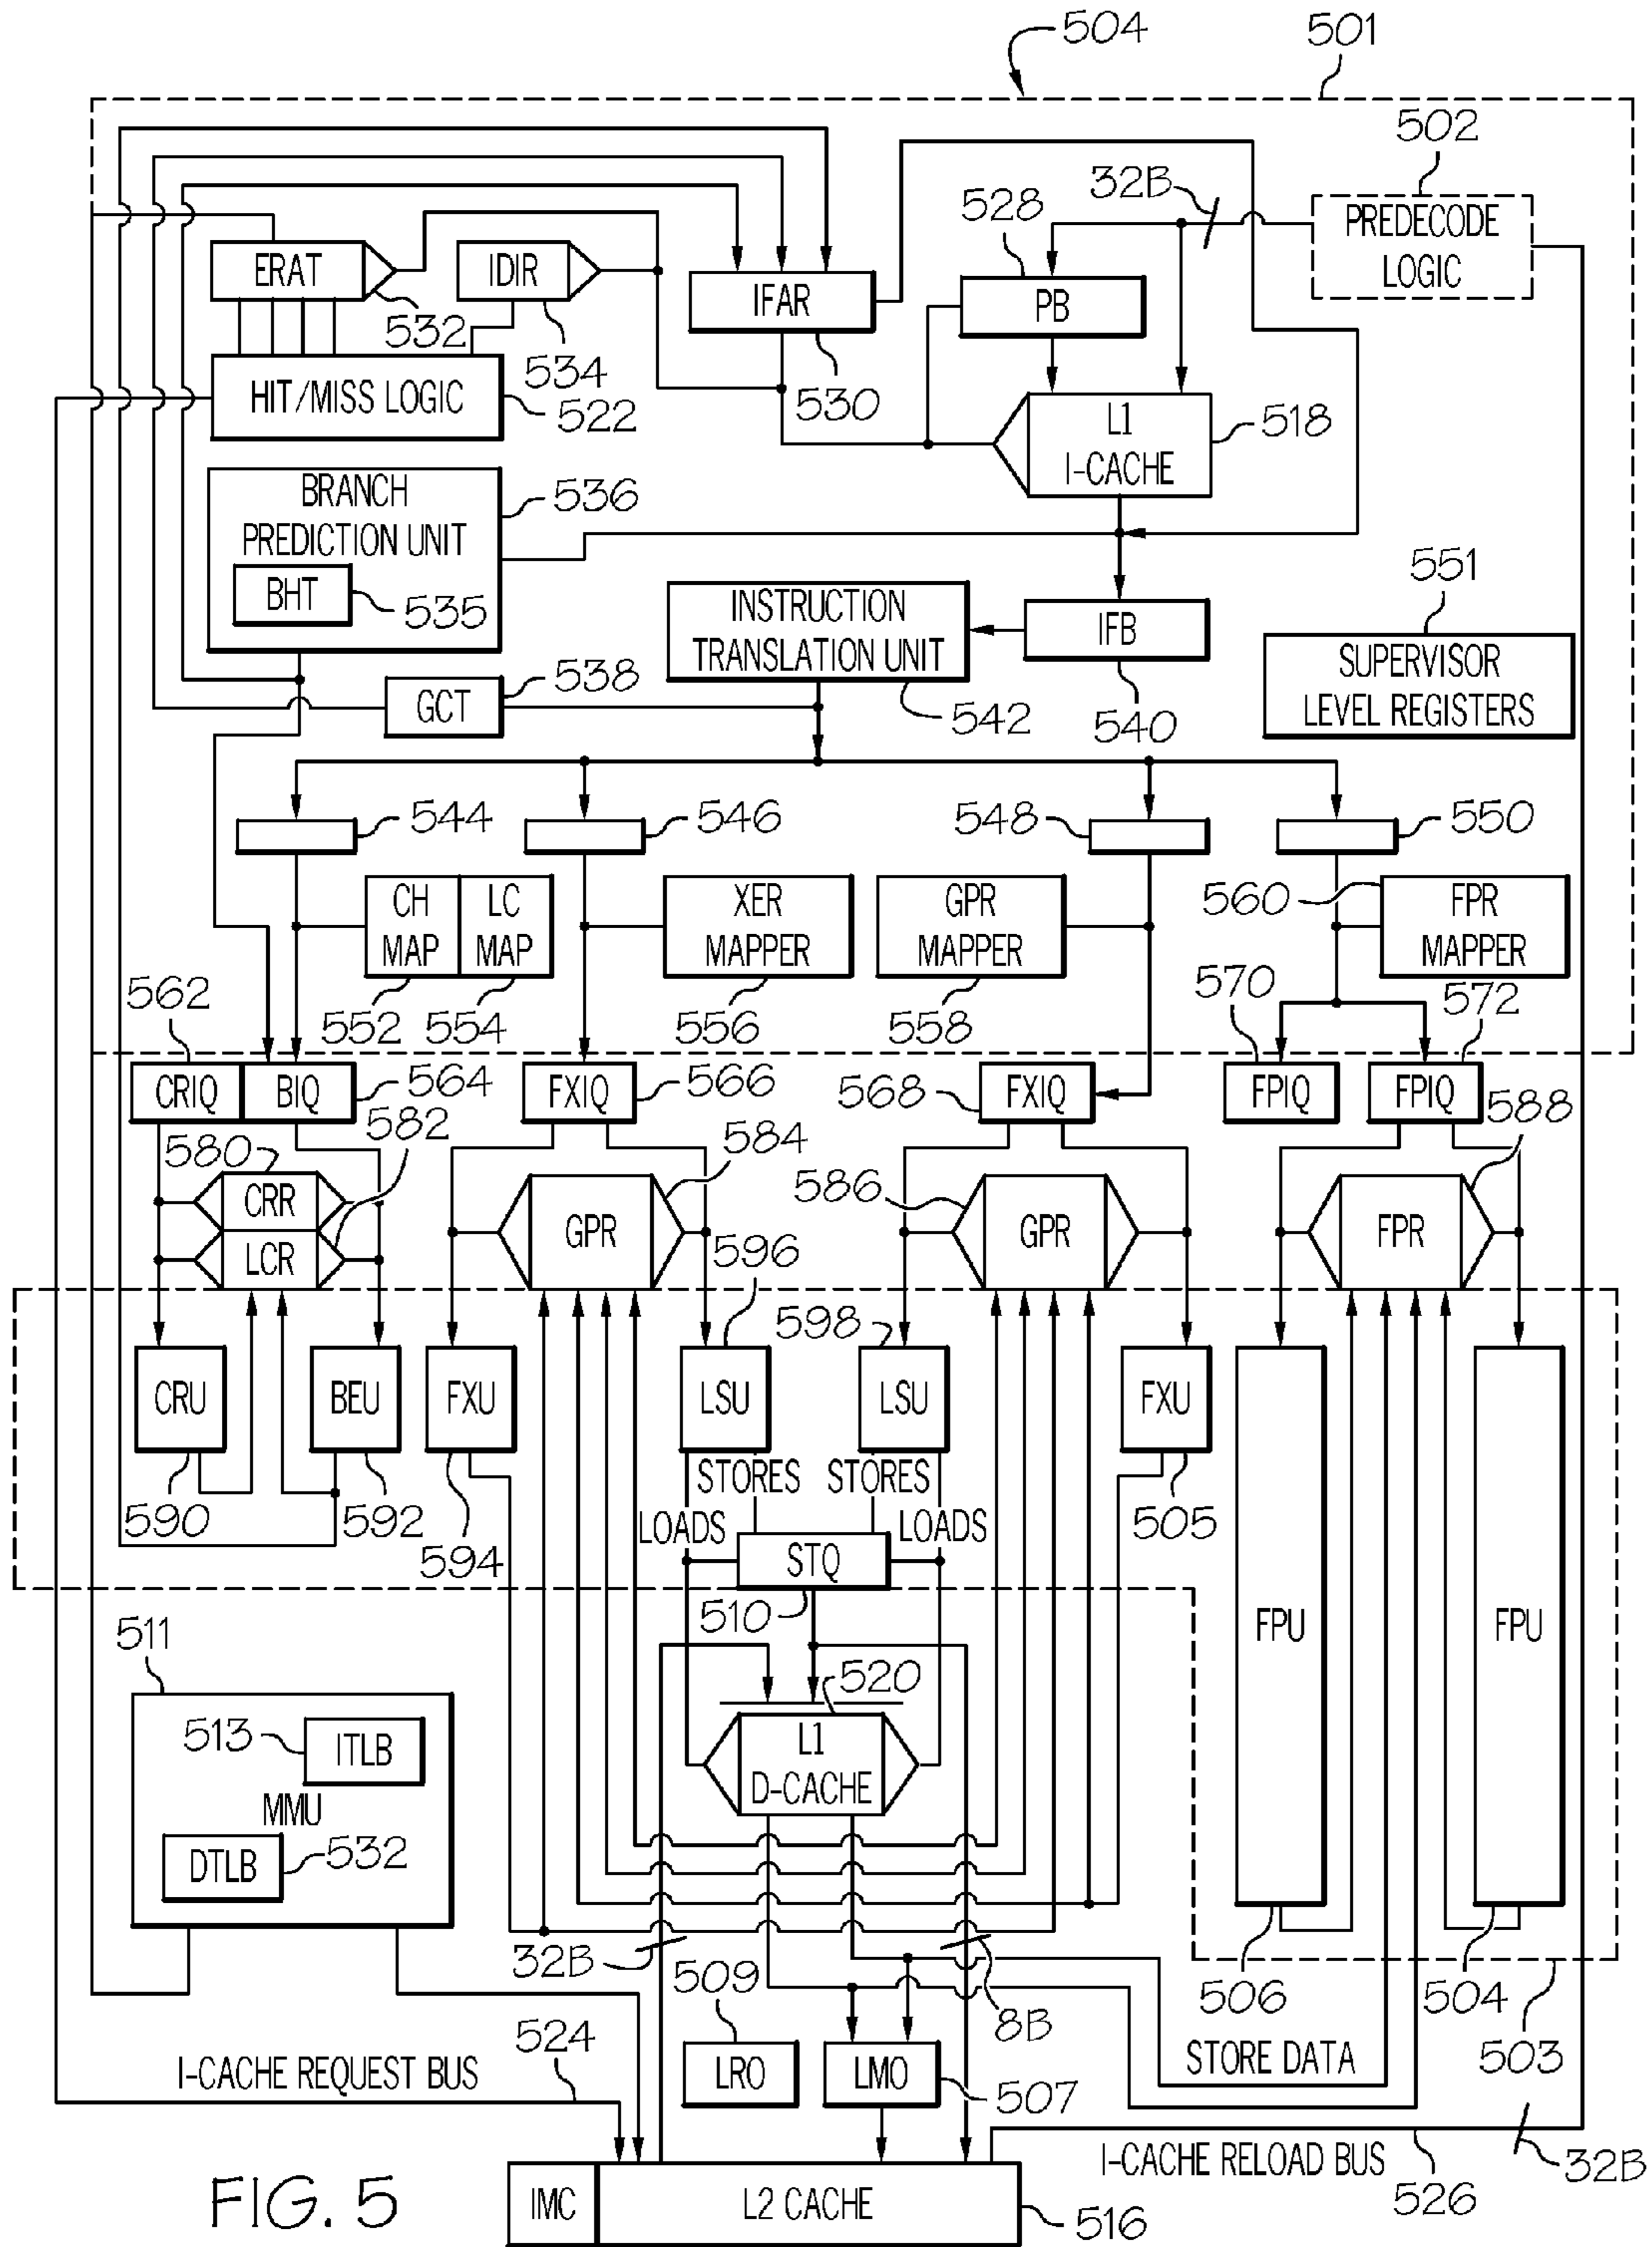 504
501
502
32B
528
PREDECODE
LOGIC
ERAT
IDIR
IFAR
PB
532
534
530
HIT/MISS LOGIC
522
L1
I-CACHE
518
BRANCH
PREDICTION UNIT
536
BHT
535
INSTRUCTION
TRANSLATION UNIT
IFB
551
SUPERVISOR
LEVEL REGISTERS
GCT
538
542
540
544
546
548
550
CH
MAP
LC
MAP
XER
MAPPER
GPR
MAPPER
560
FPR
MAPPER
562
552
554
556
558
570
572
CRIQ
BIQ
564
FXIQ
566
568
FXIQ
FPIQ
FPIQ
588
582
580
CRR
LCR
584
GPR
586
GPR
FPR
596
598
CRU
BEU
FXU
LSU
LSU
FXU
STORES
STORES
590
592
594
LOADS
LOADS
505
STQ
510
FPU
FPU
511
520
513
ITLB
MMU
DTLB
532
L1
D-CACHE
32B
8B
509
506
504
503
524
I-CACHE REQUEST BUS
LRO
LMO
507
STORE DATA
I-CACHE RELOAD BUS
526
32B
FIG. 5
IMC
L2 CACHE
516